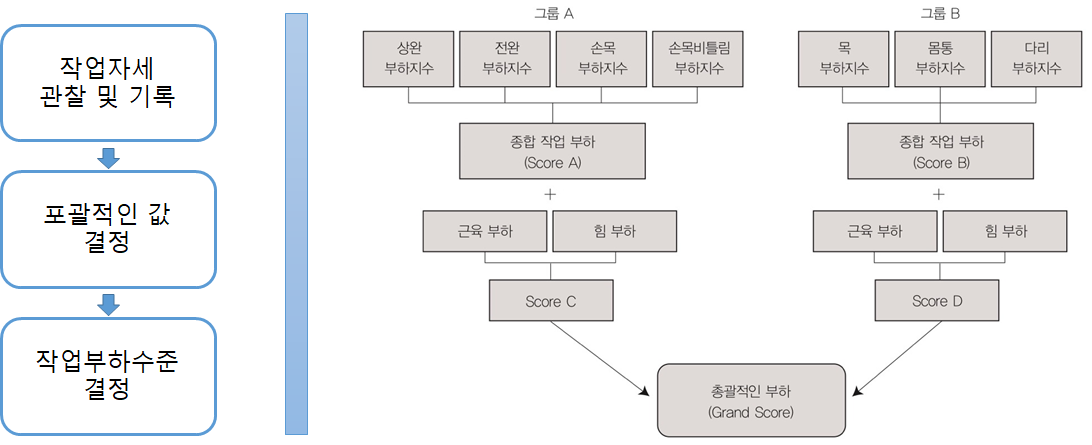 작업자세
관찰 및 기록
포괄적인 값
결정
작업부하수준
결정
그룹 A
상완
부하지수
전완
부하지수
손목
부하지수
손목비틀림
부하지수
종합 작업 부하
(Score A)
+
근육 부하
힘 부하
Score C
그룹 B
목
부하지수
몸통
부하지수
다리
부하지수
종합 작업 부하
(Score B)
+
근육 부하
힘 부하
Score D
총괄적인 부하
(Grand Score)